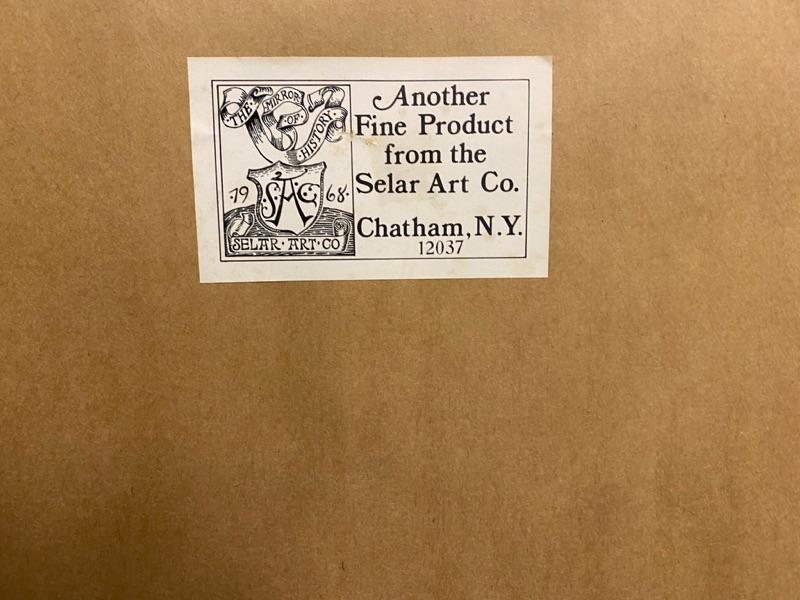 THE MIRROR OF HISTORY
19 68
S.A.C.
SELAR·ART·CO
Another
Fine Product
from the
Selar Art Co.
Chatham, N.Y.
12037